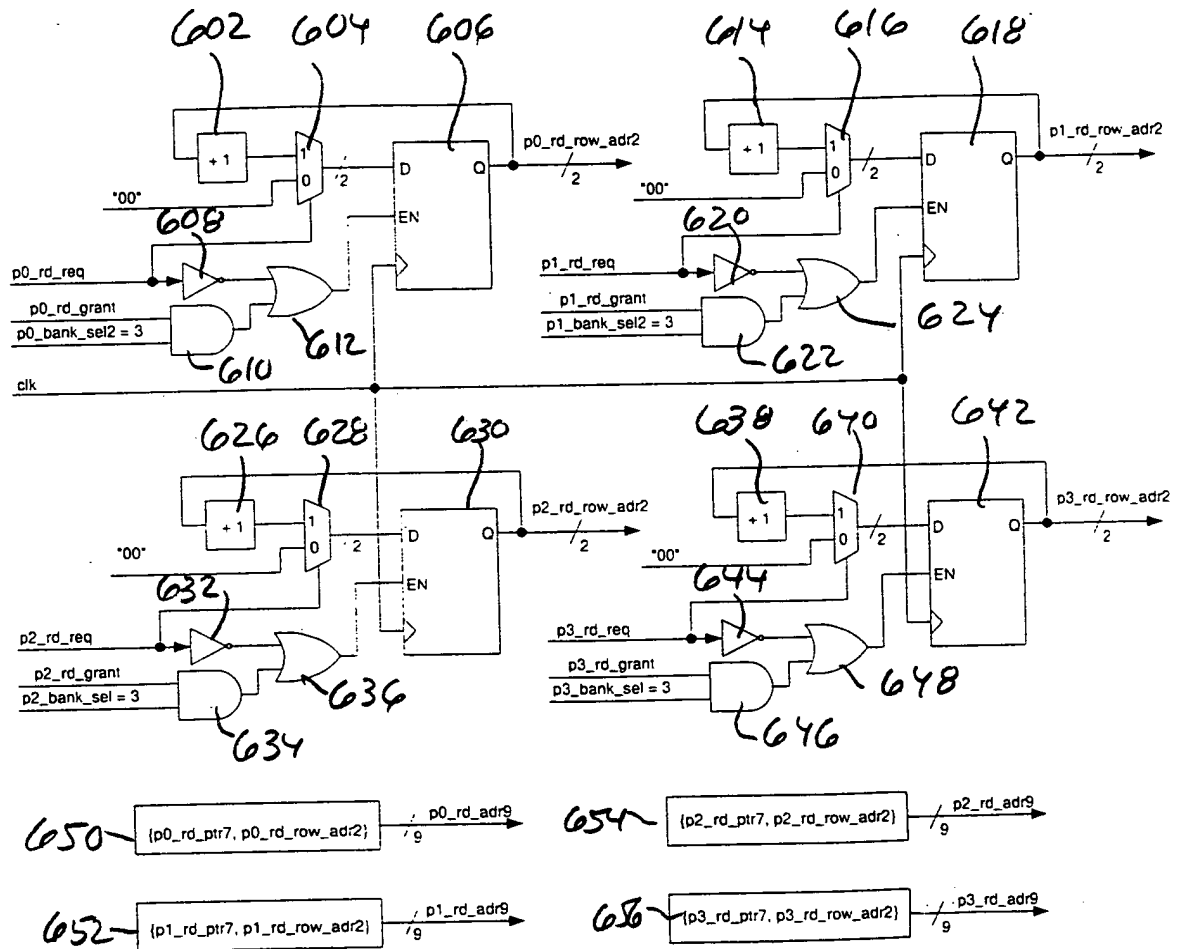 602 604 606 614 616 618
p0_rd_row_adr2 p1_rd_row_adr2
+ 1 1 D Q + 1 1 D Q
0 2 2 0 2 2
"00" "00"
608 EN 620 EN
p0_rd_req p1_rd_req
p0_rd_grant p1_rd_grant
p0_bank_sel2 = 3 p1_bank_sel2 = 3
612 624
610 622
clk
626 628 630 638 640 642
p2_rd_row_adr2 p3_rd_row_adr2
+ 1 1 D Q + 1 1 D Q
0 2 2 0 2 2
"00" "00"
632 EN 644 EN
p2_rd_req p3_rd_req
p2_rd_grant p3_rd_grant
p2_bank_sel = 3 p3_bank_sel = 3
636 648
634 646
650 {p0_rd_ptr7, p0_rd_row_adr2} p0_rd_adr9 9
654 {p2_rd_ptr7, p2_rd_row_adr2} p2_rd_adr9 9
652 {p1_rd_ptr7, p1_rd_row_adr2} p1_rd_adr9 9
656 {p3_rd_ptr7, p3_rd_row_adr2} p3_rd_adr9 9